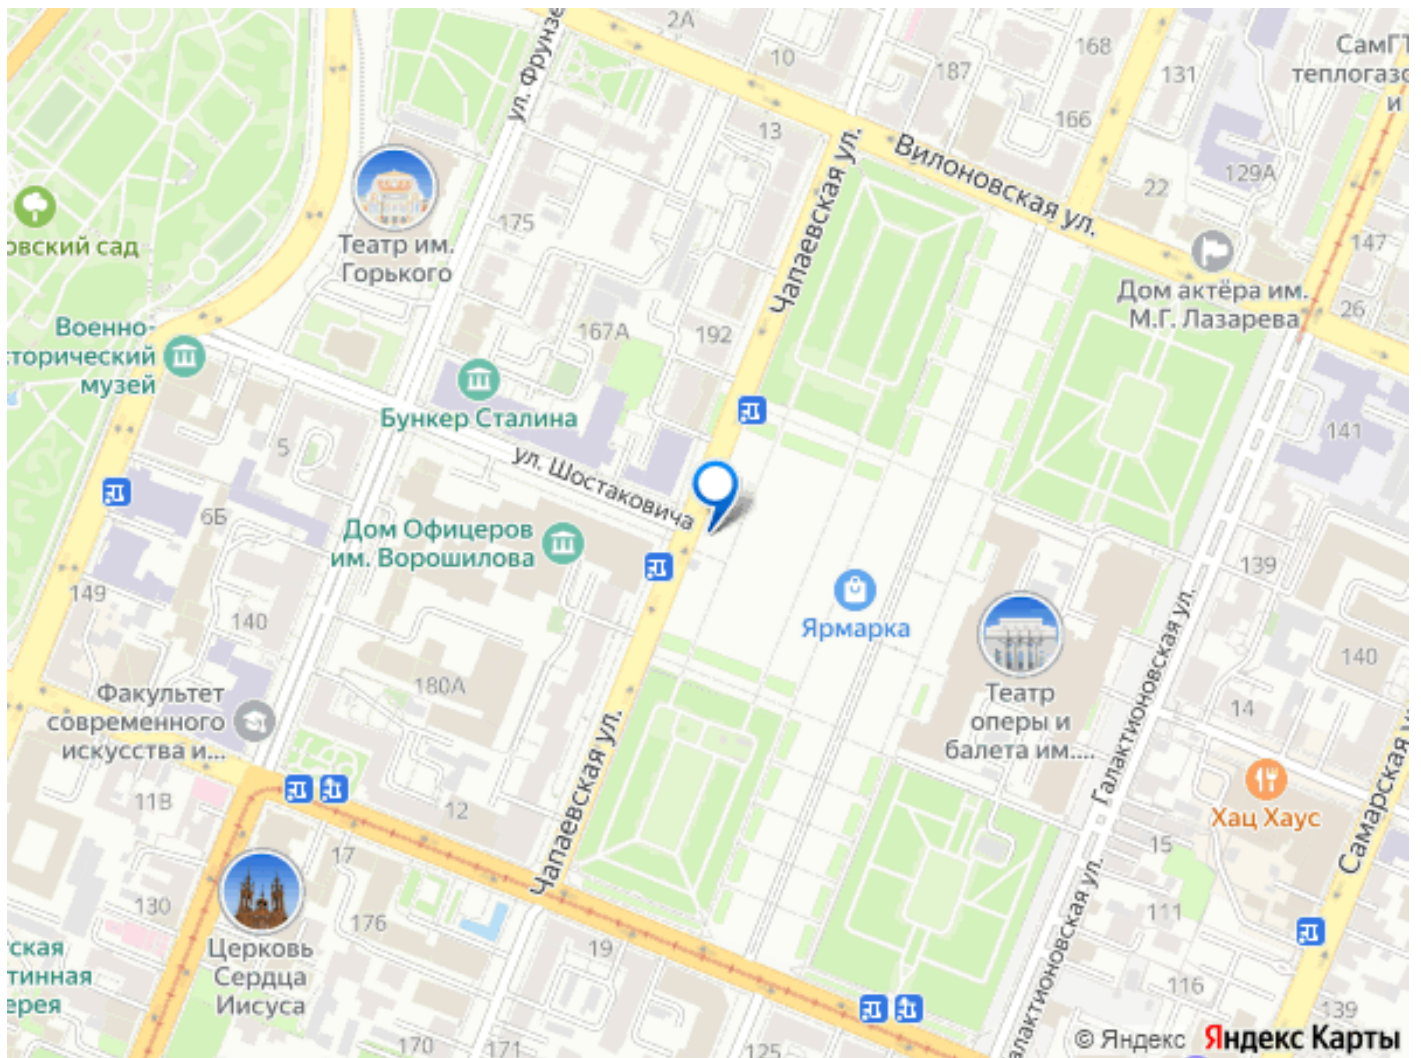 2А
ул. Фрунзе
10
187
168
131
СамГТ
теплогазо
и
13
166
Чапаевская ул.
Вилоновская ул.
22
129А
147
овский сад
Театр им.
Горького
175
Дом актёра им.
М.Г. Лазарева
26
Военно-
сторический
музей
167А
192
Бункер Сталина
5
141
ул. Шостаковича
6Б
Дом Офицеров
им. Ворошилова
139
149
140
Ярмарка
Галактионовская ул.
140
180А
Факультет
современного
искусства и...
Театр
оперы и
балета им....
14
Чапаевская ул.
11В
12
Хац Хаус
Самарская ул.
17
15
130
176
111
Церковь
Сердца
Иисуса
19
Галактионовская ул.
ская
тинная
ерея
116
139
170
171
125
© Яндекс Яндекс Карты